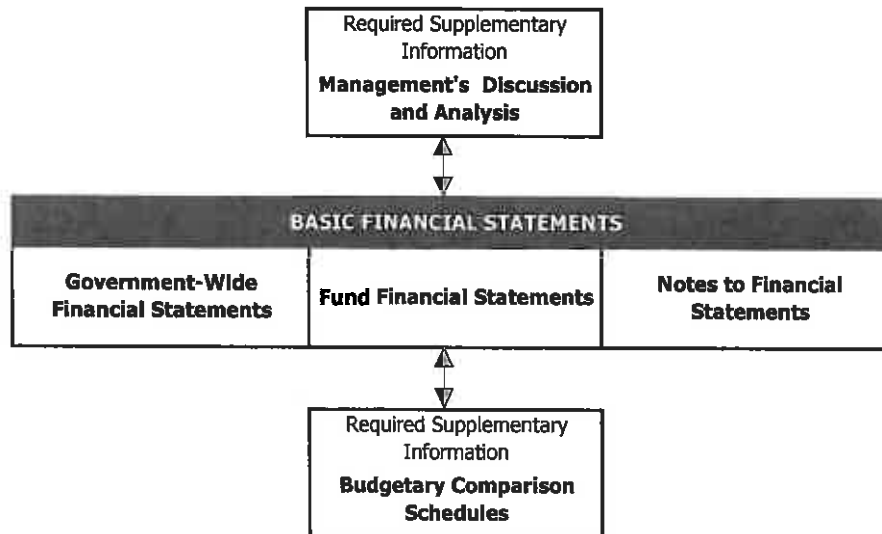 Required Supplementary
Information
Management's Discussion
and Analysis
BASIC FINANCIAL STATEMENTS
Government-Wide
Financial Statements
Fund Financial Statements
Notes to Financial
Statements
Required Supplementary
Information
Budgetary Comparison
Schedules